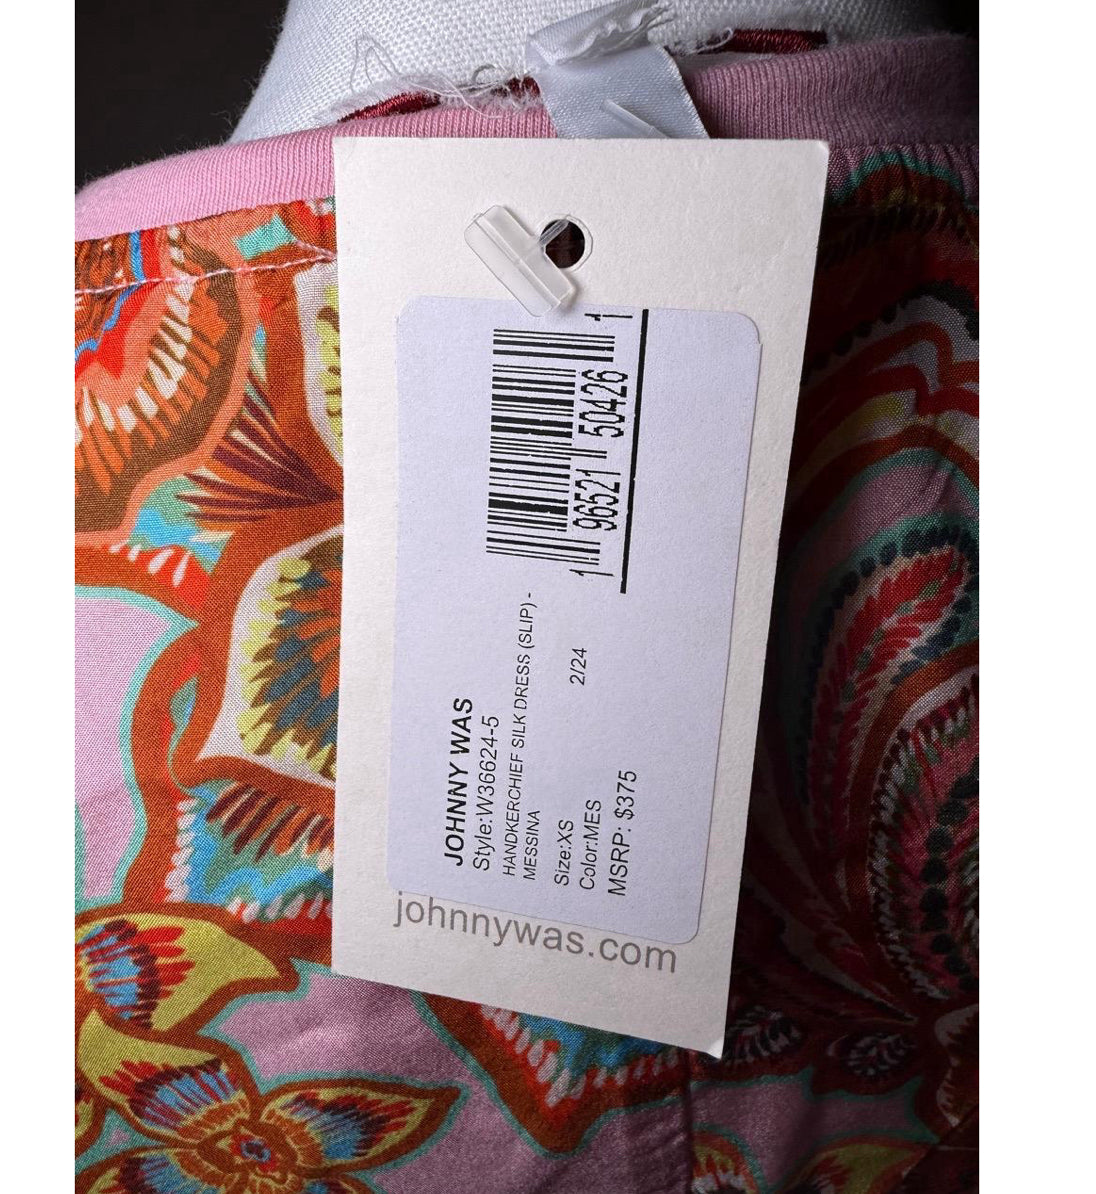 1 96521 50426 1
JOHNNY WAS
Style:W36624-5
HANDKERCHIEF SILK DRESS (SLIP) -
MESSINA
Size:XS 2/24
Color:MES
MSRP: $375
johnnywas.com